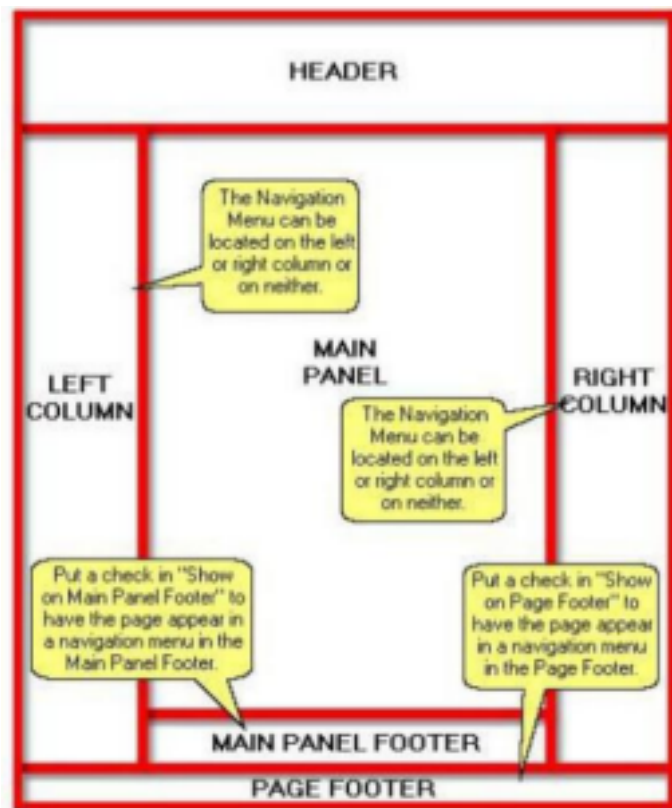 HEADER
The Navigation
Menu can be
located on the left
or right column or
on neither.
MAIN
PANEL
LEFT
COLUMN
RIGHT
COLUMN
The Navigation
Menu can be
located on the left
or right column or
on neither.
Put a check in "Show
on Main Panel Footer" to
have the page appear in
a navigation menu in the
Main Panel Footer.
Put a check in "Show
on Page Footer" to
have the page appear
in a navigation menu
in the Page Footer.
MAIN PANEL FOOTER
PAGE FOOTER